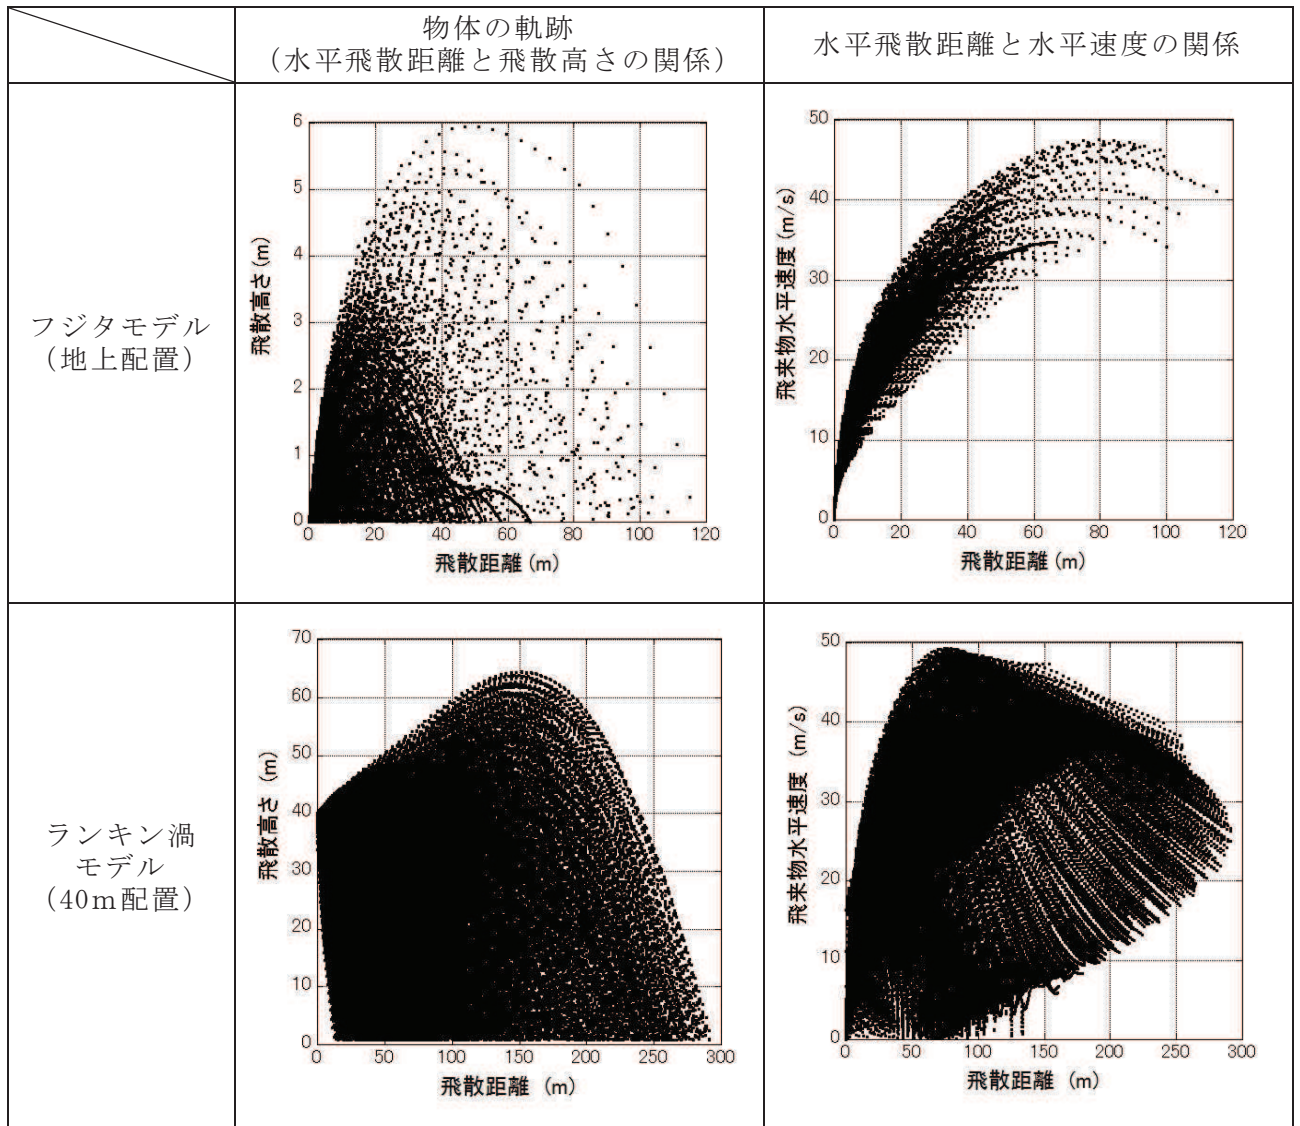 物体の軌跡
(水平飛散距離と飛散高さの関係)
水平飛散距離と水平速度の関係
フジタモデル
(地上配置)
6
5
4
3
2
1
0
飛散高さ(m)
0 20 40 60 80 100 120
飛散距離(m)
50
40
30
20
10
0
飛来物水平速度(m/s)
0 20 40 60 80 100 120
飛散距離(m)
ランキン渦
モデル
(40m配置)
70
60
50
40
30
20
10
0
飛散高さ (m)
0 50 100 150 200 250 300
飛散距離 (m)
50
40
30
20
10
0
飛来物水平速度 (m/s)
0 50 100 150 200 250 300
飛散距離 (m)